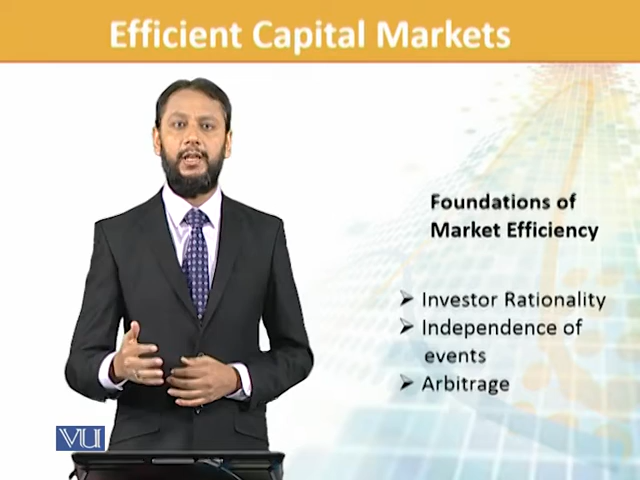 Efficient Capital Markets
Foundations of
Market Efficiency
➢ Investor Rationality
➢ Independence of
events
➢ Arbitrage
VU